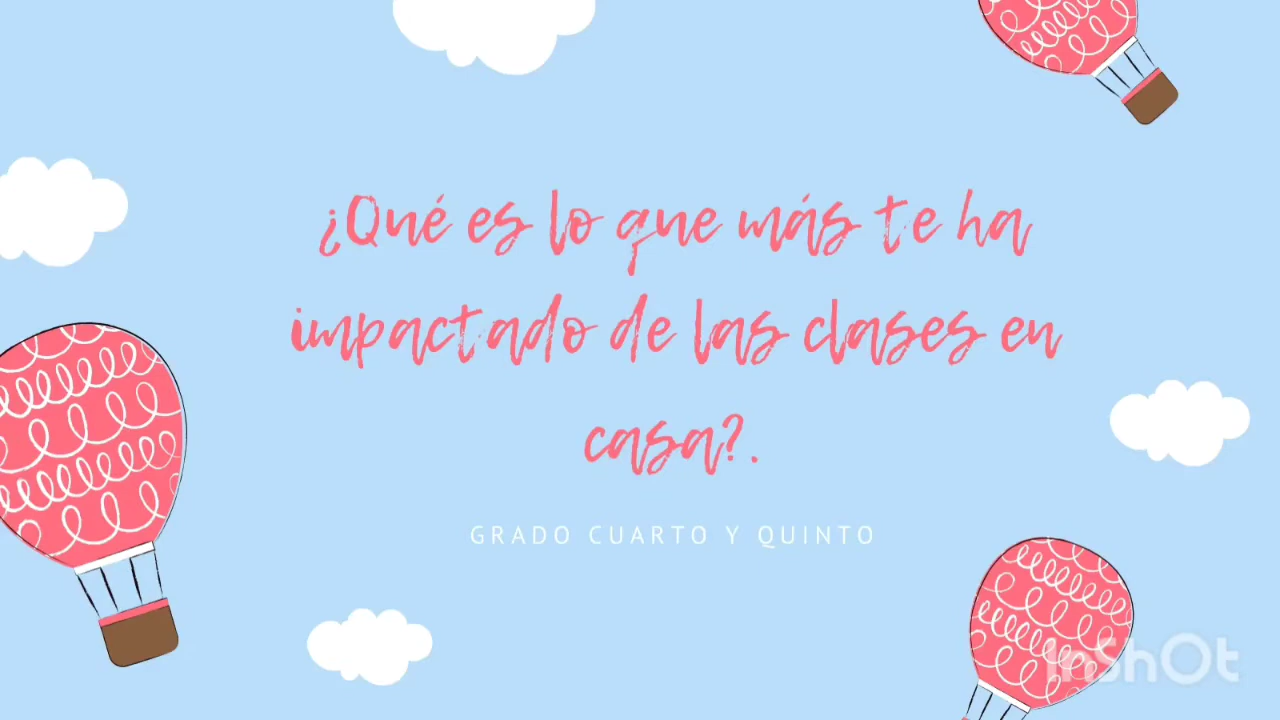 ¿Qué es lo que más te ha
impactado de las clases en
casa?.
GRADO CUARTO Y QUINTO
InShOt